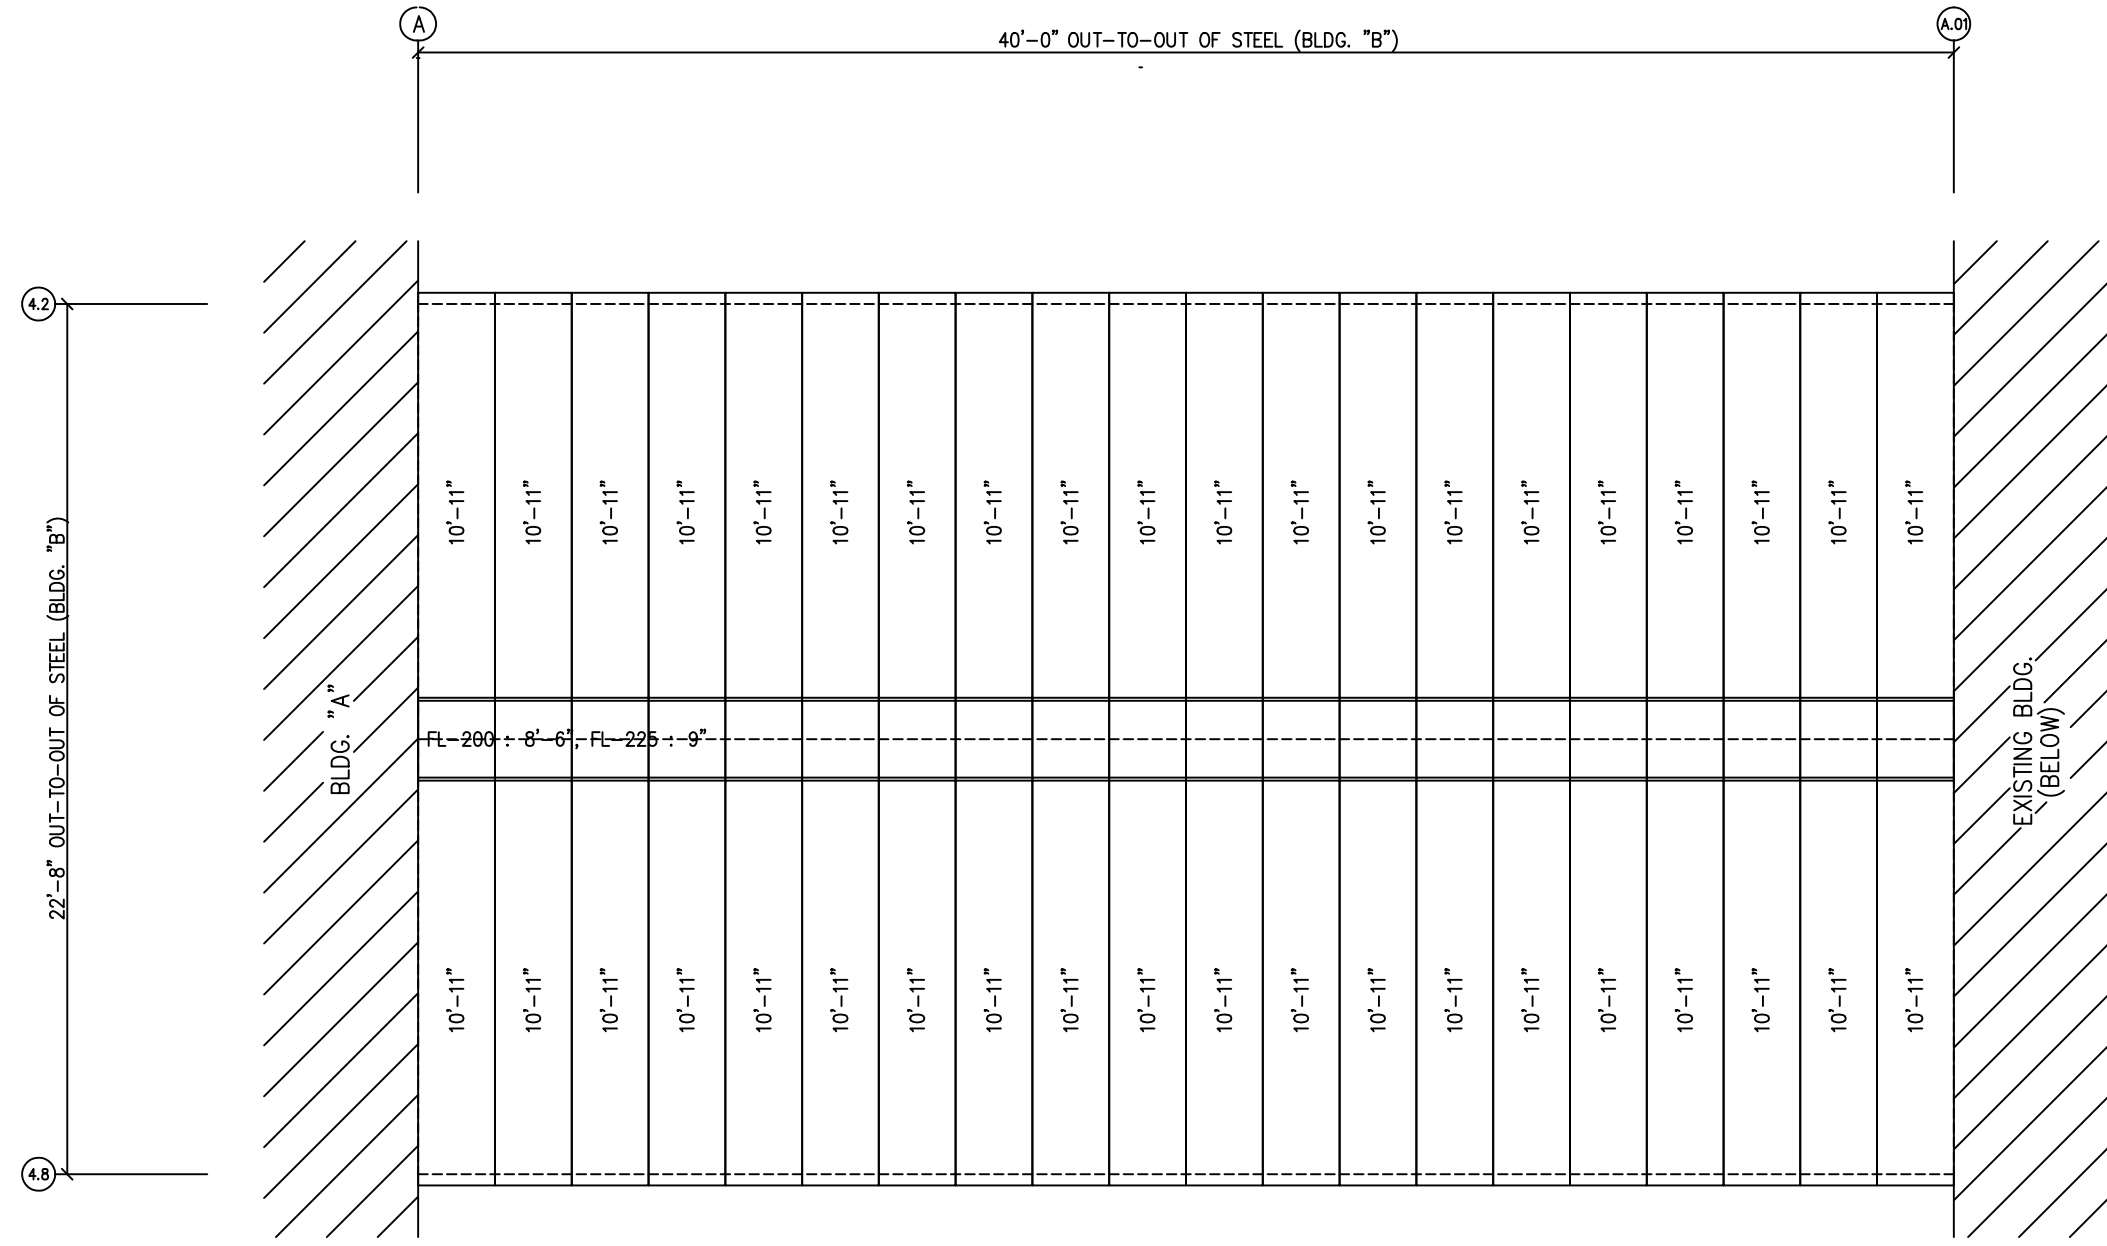 A
A.01
40'-0" OUT-TO-OUT OF STEEL (BLDG. "B")
4.2
10'-11" 10'-11" 10'-11" 10'-11" 10'-11" 10'-11" 10'-11" 10'-11" 10'-11" 10'-11" 10'-11" 10'-11" 10'-11" 10'-11" 10'-11" 10'-11" 10'-11" 10'-11" 10'-11" 10'-11"
22'-8" OUT-TO-OUT OF STEEL (BLDG. "B")
BLDG. "A"
FL-200 : 8'-6", FL-225 : 9"
EXISTING BLDG.
(BELOW)
10'-11" 10'-11" 10'-11" 10'-11" 10'-11" 10'-11" 10'-11" 10'-11" 10'-11" 10'-11" 10'-11" 10'-11" 10'-11" 10'-11" 10'-11" 10'-11" 10'-11" 10'-11" 10'-11" 10'-11"
4.8